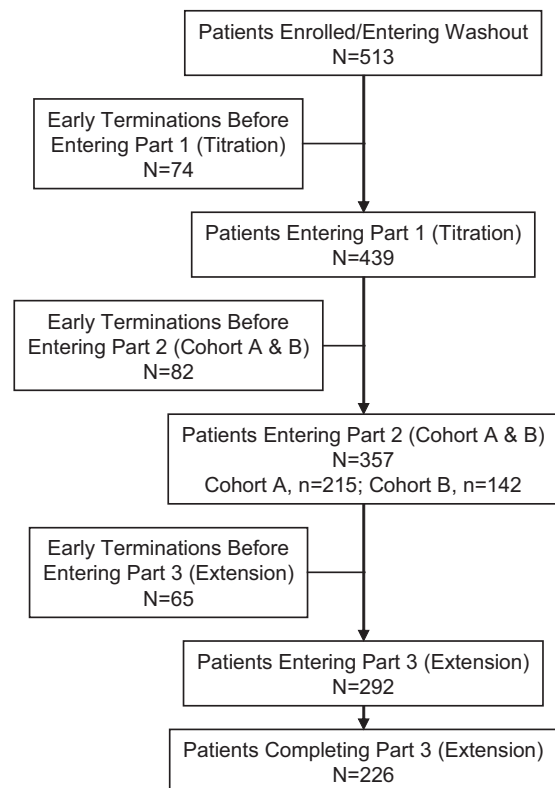 Patients Enrolled/Entering Washout
N=513
Early Terminations Before
Entering Part 1 (Titration)
N=74
Patients Entering Part 1 (Titration)
N=439
Early Terminations Before
Entering Part 2 (Cohort A & B)
N=82
Patients Entering Part 2 (Cohort A & B)
N=357
Cohort A, n=215; Cohort B, n=142
Early Terminations Before
Entering Part 3 (Extension)
N=65
Patients Entering Part 3 (Extension)
N=292
Patients Completing Part 3 (Extension)
N=226